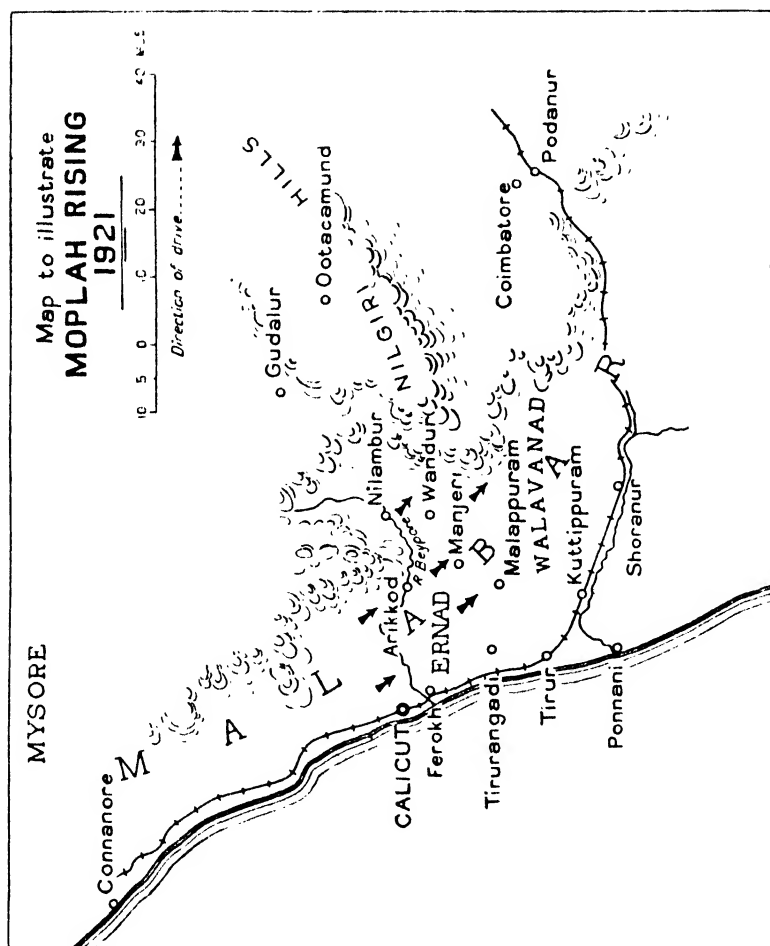 Map to illustrate
MOPLAH RISING
1921
10 5 0 10 20 30 40
Direction of drive
MYSORE
Connanore
MALABAR
Gudalur
Ootacamund
NILGIRI HILLS
Nilambur
Arikkod
R Beypore
Wandur
CALICUT
Ferokh
ERNAD
Manjeri
Tirurangadi
Malappuram
WALAVANAD
Coimbatore
Podanur
Tirur
Kuttippuram
Ponnani
Shoranur